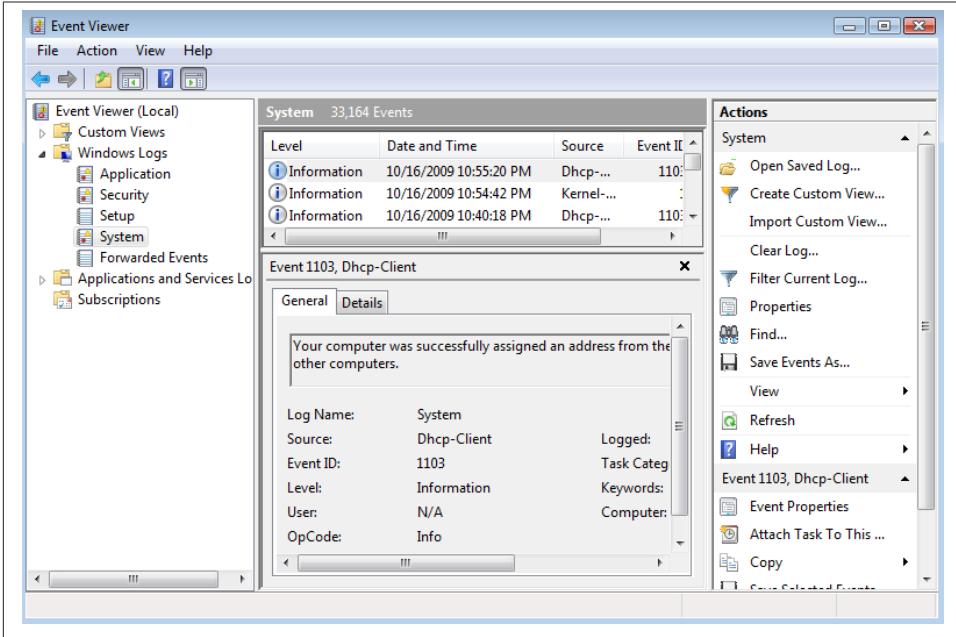 Event Viewer
File Action View Help
Event Viewer (Local)
Custom Views
Windows Logs
Application
Security
Setup
System
Forwarded Events
Applications and Services Lo
Subscriptions
System 33,164 Events
Level Date and Time Source Event ID
Information 10/16/2009 10:55:20 PM Dhcp-... 110
Information 10/16/2009 10:54:42 PM Kernel-...
Information 10/16/2009 10:40:18 PM Dhcp-... 110
Event 1103, Dhcp-Client
General Details
Your computer was successfully assigned an address from the
other computers.
Log Name: System
Source: Dhcp-Client Logged:
Event ID: 1103 Task Categ
Level: Information Keywords:
User: N/A Computer:
OpCode: Info
Actions
System
Open Saved Log...
Create Custom View...
Import Custom View...
Clear Log...
Filter Current Log...
Properties
Find...
Save Events As...
View
Refresh
Help
Event 1103, Dhcp-Client
Event Properties
Attach Task To This ...
Copy